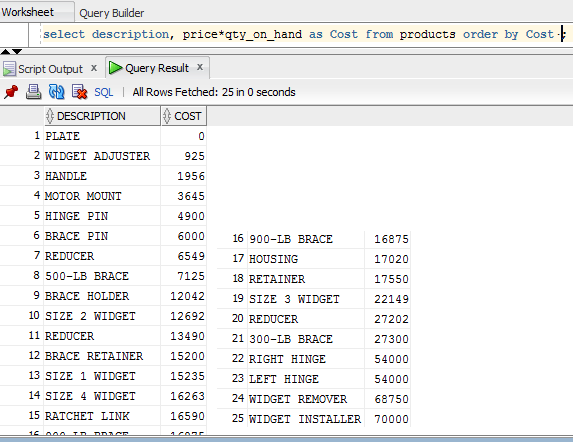 Worksheet Query Builder
select description, price*qty_on_hand as Cost from products order by Cost ;
Script Output x Query Result x
SQL | All Rows Fetched: 25 in 0 seconds
DESCRIPTION COST
1 PLATE 0
2 WIDGET ADJUSTER 925
3 HANDLE 1956
4 MOTOR MOUNT 3645
5 HINGE PIN 4900
6 BRACE PIN 6000
7 REDUCER 6549
8 500-LB BRACE 7125
9 BRACE HOLDER 12042
10 SIZE 2 WIDGET 12692
11 REDUCER 13490
12 BRACE RETAINER 15200
13 SIZE 1 WIDGET 15235
14 SIZE 4 WIDGET 16263
15 RATCHET LINK 16590
16 900-LB BRACE 16875
16 900-LB BRACE 16875
17 HOUSING 17020
18 RETAINER 17550
19 SIZE 3 WIDGET 22149
20 REDUCER 27202
21 300-LB BRACE 27300
22 RIGHT HINGE 54000
23 LEFT HINGE 54000
24 WIDGET REMOVER 68750
25 WIDGET INSTALLER 70000